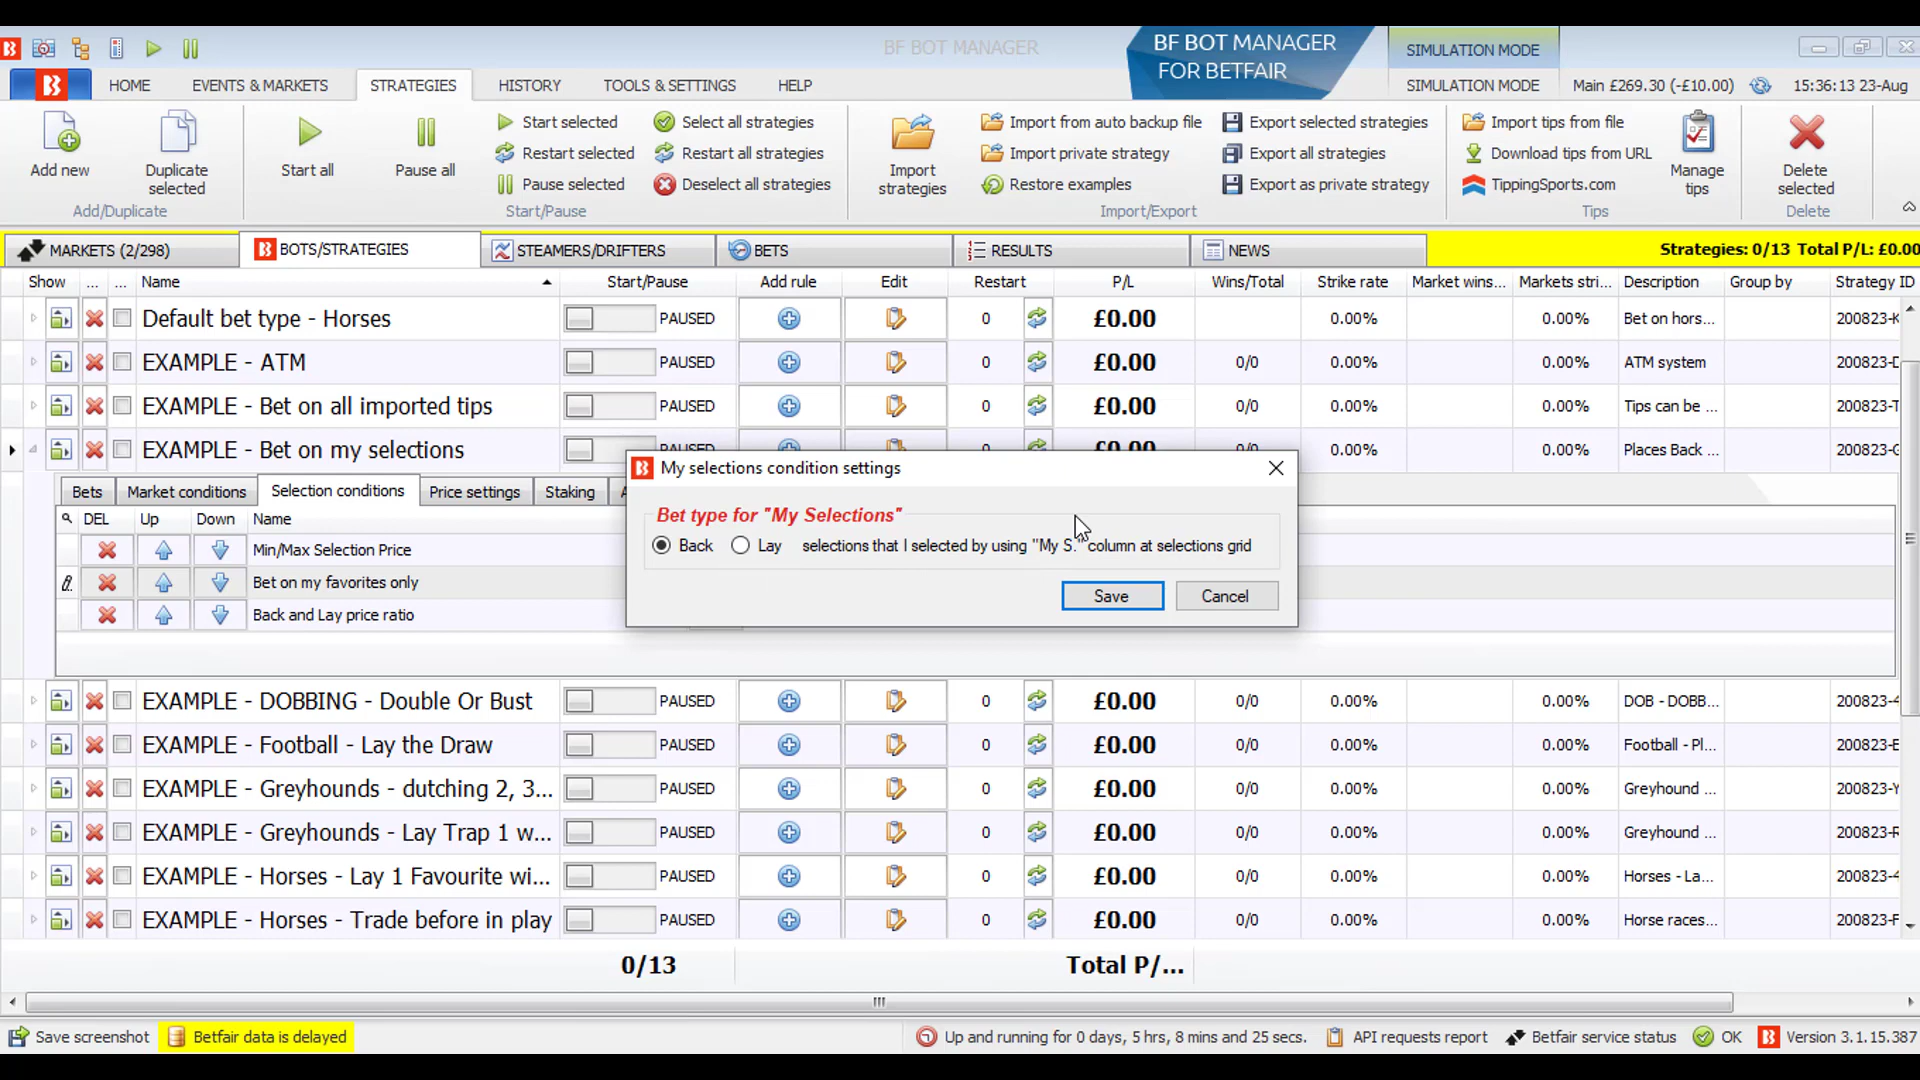 BF BOT MANAGER
BF BOT MANAGER
FOR BETFAIR
SIMULATION MODE
HOME
EVENTS & MARKETS
STRATEGIES
HISTORY
TOOLS & SETTINGS
HELP
SIMULATION MODE
Main £269.30 (-£10.00)
15:36:13 23-Aug
Add new
Duplicate
selected
Add/Duplicate
Start all
Pause all
Start selected
Restart selected
Pause selected
Select all strategies
Restart all strategies
Deselect all strategies
Start/Pause
Import
strategies
Import from auto backup file
Import private strategy
Restore examples
Export selected strategies
Export all strategies
Export as private strategy
Import/Export
Import tips from file
Download tips from URL
TippingSports.com
Manage
tips
Tips
Delete
selected
Delete
MARKETS (2/298)
BOTS/STRATEGIES
STEAMERS/DRIFTERS
BETS
RESULTS
NEWS
Strategies: 0/13 Total P/L: £0.00
Show ... ... Name Start/Pause Add rule Edit Restart P/L Wins/Total Strike rate Market wins... Markets stri... Description Group by Strategy ID
Default bet type - Horses PAUSED 0 £0.00 0.00% 0.00% Bet on hors... 200823-
EXAMPLE - ATM PAUSED 0 £0.00 0/0 0.00% 0.00% ATM system 200823-
EXAMPLE - Bet on all imported tips PAUSED 0 £0.00 0/0 0.00% 0.00% Tips can be ... 200823-
EXAMPLE - Bet on my selections PAUSED 0 £0.00 0/0 0.00% 0.00% Places Back ... 200823-
Bets Market conditions Selection conditions Price settings Staking
DEL Up Down Name
Min/Max Selection Price
Bet on my favorites only
Back and Lay price ratio
My selections condition settings
Bet type for "My Selections"
Back Lay selections that I selected by using "My S." column at selections grid
Save Cancel
EXAMPLE - DOBBING - Double Or Bust PAUSED 0 £0.00 0/0 0.00% 0.00% DOB - DOBB... 200823-
EXAMPLE - Football - Lay the Draw PAUSED 0 £0.00 0/0 0.00% 0.00% Football - Pl... 200823-
EXAMPLE - Greyhounds - dutching 2, 3... PAUSED 0 £0.00 0/0 0.00% 0.00% Greyhound ... 200823-
EXAMPLE - Greyhounds - Lay Trap 1 w... PAUSED 0 £0.00 0/0 0.00% 0.00% Greyhound ... 200823-
EXAMPLE - Horses - Lay 1 Favourite wi... PAUSED 0 £0.00 0/0 0.00% 0.00% Horses - La... 200823-
EXAMPLE - Horses - Trade before in play PAUSED 0 £0.00 0/0 0.00% 0.00% Horse races... 200823-
0/13 Total P/...
Save screenshot
Betfair data is delayed
Up and running for 0 days, 5 hrs, 8 mins and 25 secs.
API requests report
Betfair service status
OK
Version 3.1.15.387